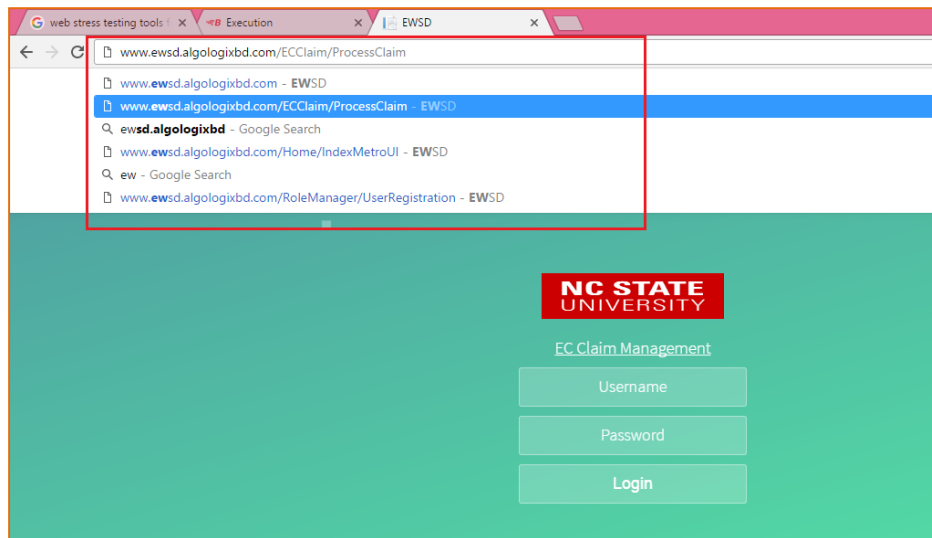 web stress testing tools
Execution
EWSD
www.ewsd.algologixbd.com/ECClaim/ProcessClaim
www.ewsd.algologixbd.com - EWSD
www.ewsd.algologixbd.com/ECClaim/ProcessClaim - EWSD
ewsd.algologixbd - Google Search
www.ewsd.algologixbd.com/Home/IndexMetroUI - EWSD
ew - Google Search
www.ewsd.algologixbd.com/RoleManager/UserRegistration - EWSD
NC STATE
UNIVERSITY
EC Claim Management
Username
Password
Login